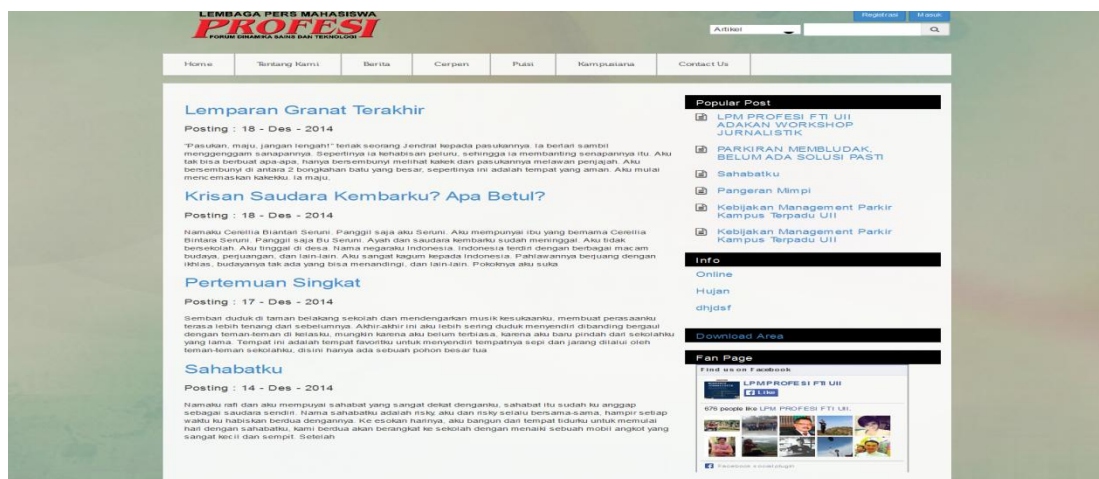 LEMBAGA PERS MAHASISWA
PROFESI
FORUM DINAMIKA SAINS DAN TEKNOLOGI
Registrasi Masuk
Artikel
Home Tentang Kami Berita Cerpen Puisi Kampusiana Contact Us
Lemparan Granat Terakhir
Posting : 18 - Des - 2014
"Pasukan, maju, jangan lengah!" teriak seorang Jendral kepada pasukannya. Ia berlari sambil
menggenggam sanapannya. Sepertinya ia kehabisan peluru, sehingga ia membanting senapannya itu. Aku
tak bisa berbuat apa-apa, hanya bersembunyi melihat kakek dan pasukannya melawan penjajah. Aku
bersembunyi di antara 2 bongkahan batu yang besar, sepertinya ini adalah tempat yang aman. Aku mulai
mencemaskan kakekku. Ia maju,
Krisan Saudara Kembarku? Apa Betul?
Posting : 18 - Des - 2014
Namaku Cerellia Biantari Seruni. Panggil saja aku Seruni. Aku mempunyai ibu yang bernama Cerellia
Bintara Seruni. Panggil saja Bu Seruni. Ayah dan saudara kembarku sudah meninggal. Aku tidak
bersekolah. Aku tinggal di desa. Nama negaraku Indonesia. Indonesia terdiri dengan berbagai macam
budaya, perjuangan, dan lain-lain. Aku sangat kagum kepada Indonesia. Pahlawannya berjuang dengan
ikhlas, budayanya tak ada yang bisa menandingi, dan lain-lain. Pokoknya aku suka
Pertemuan Singkat
Posting : 17 - Des - 2014
Sembari duduk di taman belakang sekolah dan mendengarkan musik kesukaanku, membuat perasaanku
terasa lebih tenang dari sebelumnya. Akhir-akhir ini aku lebih sering duduk menyendiri dibanding bergaul
dengan teman-teman di kelasku, mungkin karena aku belum terbiasa, karena aku baru pindah dari sekolahku
yang lama. Tempat ini adalah tempat favoritku untuk menyendiri tempatnya sepi dan jarang dilalui oleh
teman-teman sekolahku, disini hanya ada sebuah pohon besar tua
Sahabatku
Posting : 14 - Des - 2014
Namaku rafi dan aku mempuyai sahabat yang sangat dekat denganku, sahabat itu sudah ku anggap
sebagai saudara sendiri. Nama sahabatku adalah risky, aku dan risky selalu bersama-sama, hampir setiap
waktu ku habiskan berdua dengannya. Ke esokan harinya, aku bangun dari tempat tidurku untuk memulai
hari dengan sahabatku, kami berdua akan berangkat ke sekolah dengan menaiki sebuah mobil angkot yang
sangat kecil dan sempit. Setelah
Popular Post
LPM PROFESI FTI UII
ADAKAN WORKSHOP
JURNALISTIK
PARKIRAN MEMBLUDAK,
BELUM ADA SOLUSI PASTI
Sahabatku
Pangeran Mimpi
Kebijakan Management Parkir
Kampus Terpadu UII
Kebijakan Management Parkir
Kampus Terpadu UII
Info
Online
Hujan
dhjdsf
Download Area
Fan Page
Find us on Facebook
LPM PROFESI FTI UII
Like
676 people like LPM PROFESI FTI UII.
Facebook social plugin